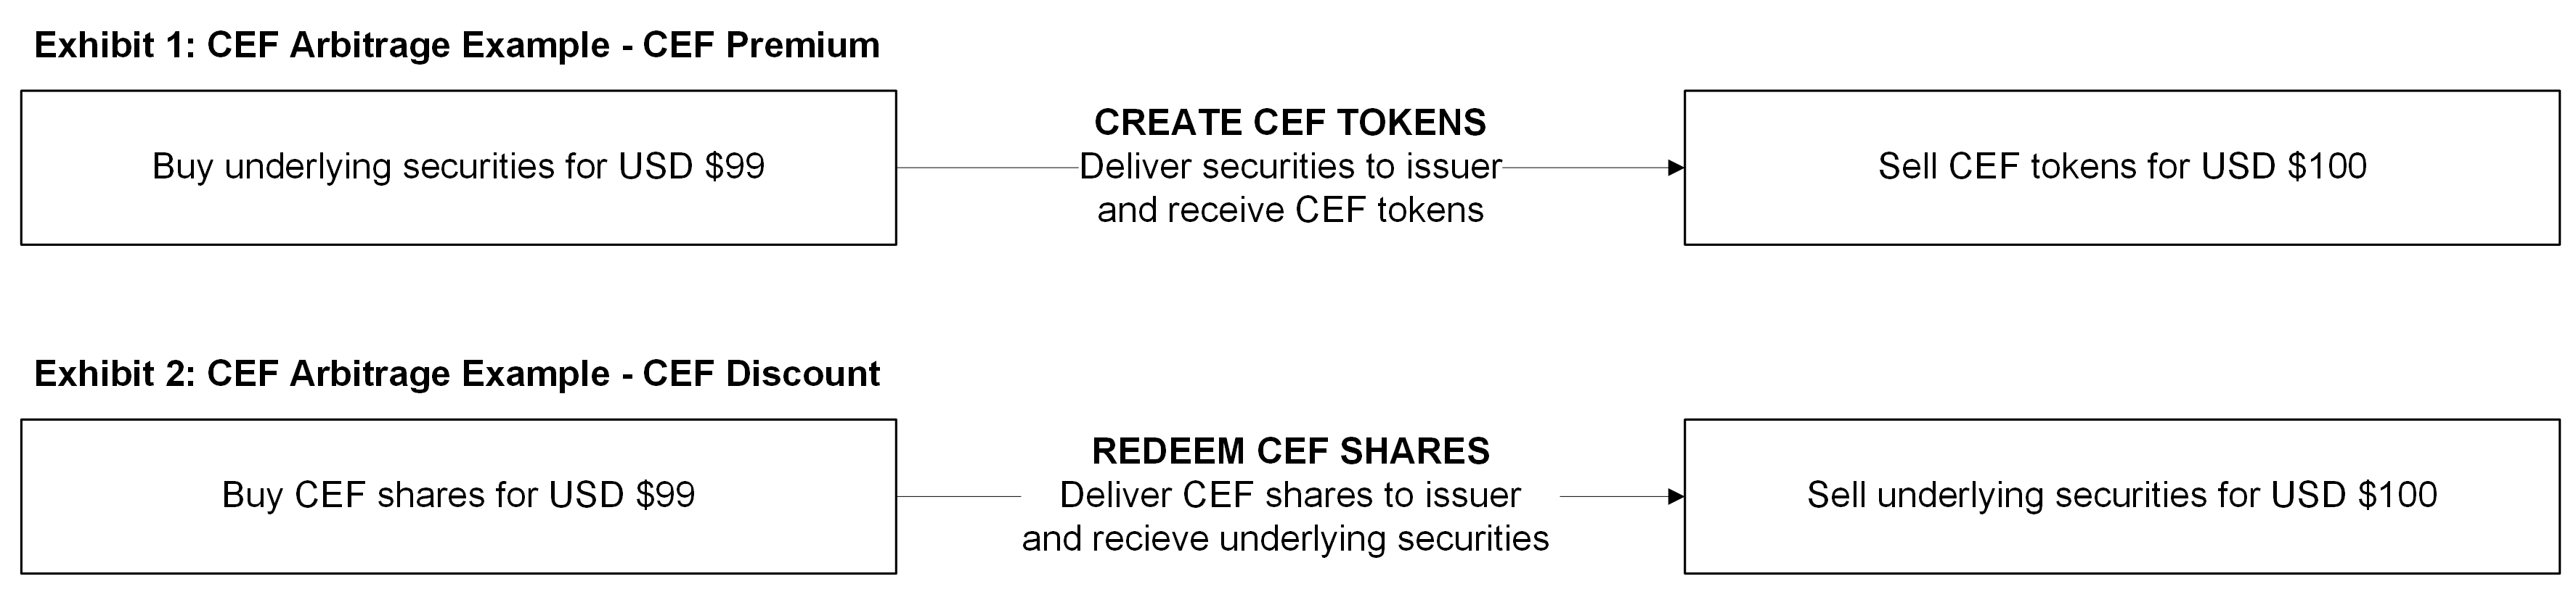 Exhibit 1: CEF Arbitrage Example - CEF Premium
Buy underlying securities for USD $99
CREATE CEF TOKENS
Deliver securities to issuer
and receive CEF tokens
Sell CEF tokens for USD $100
Exhibit 2: CEF Arbitrage Example - CEF Discount
Buy CEF shares for USD $99
REDEEM CEF SHARES
Deliver CEF shares to issuer
and recieve underlying securities
Sell underlying securities for USD $100